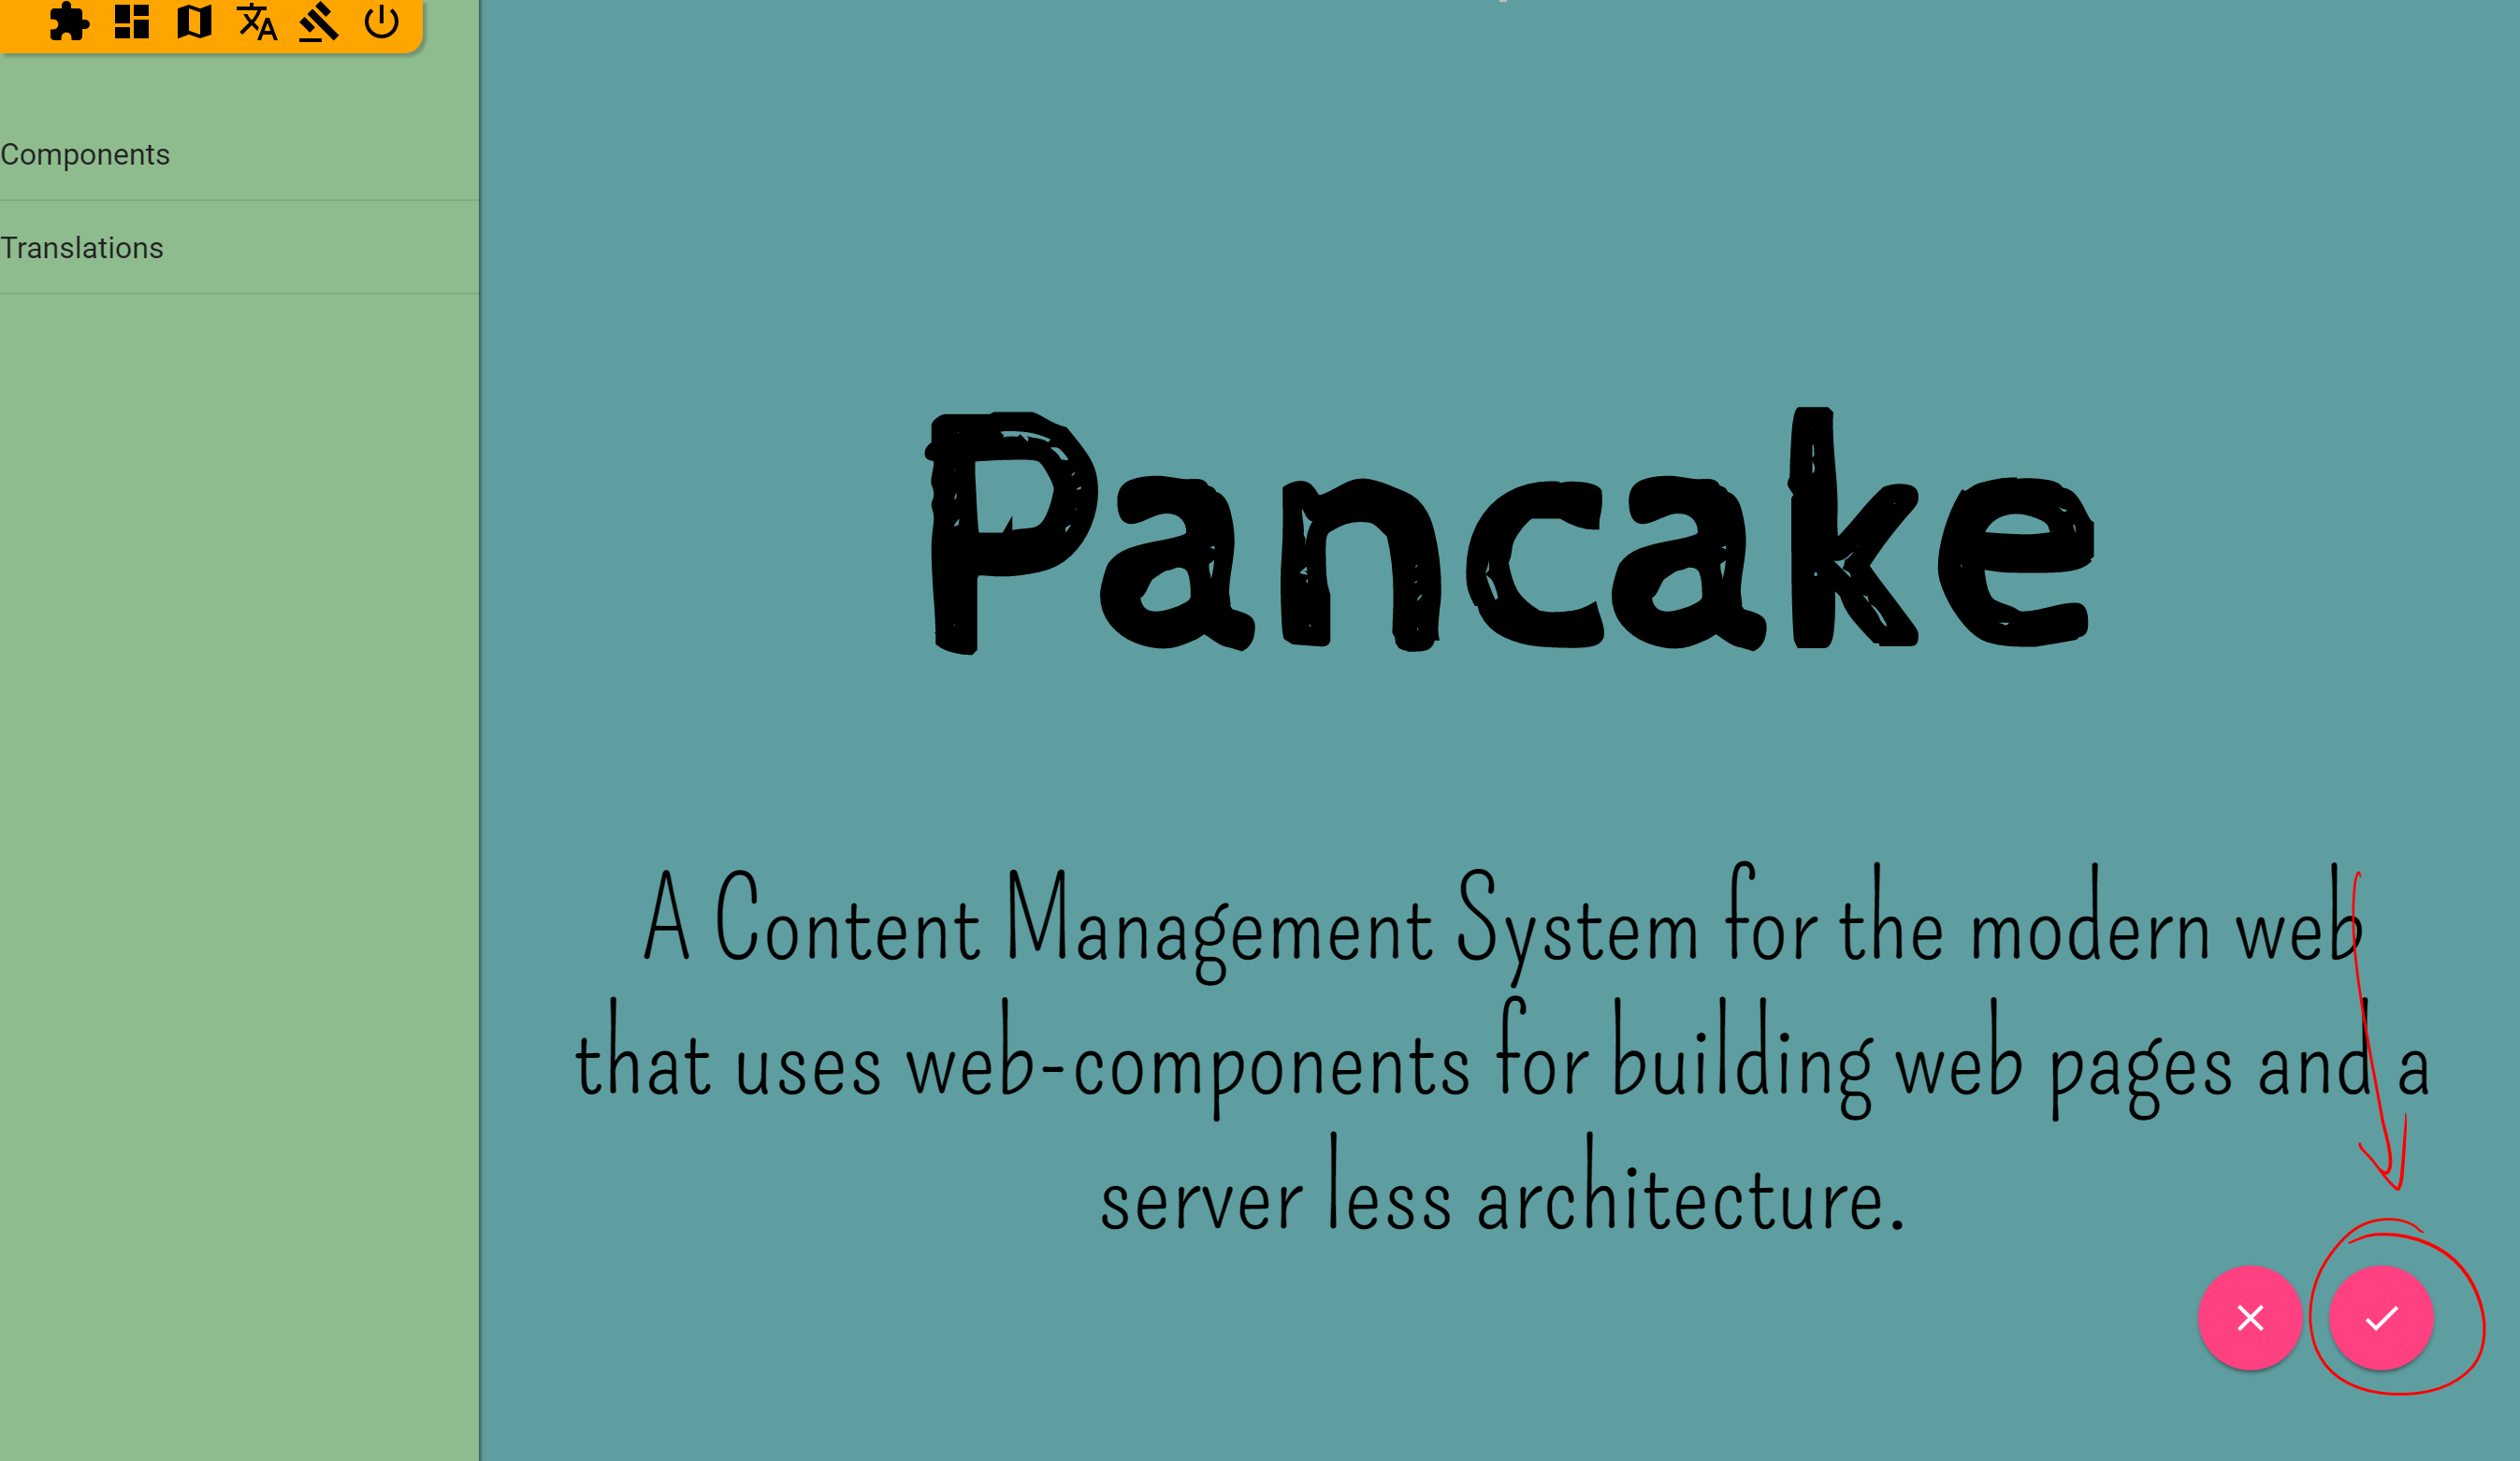 Components
Translations
Pancake
A Content Management System for the modern web
that uses web-components for building web pages and a
server less architecture.